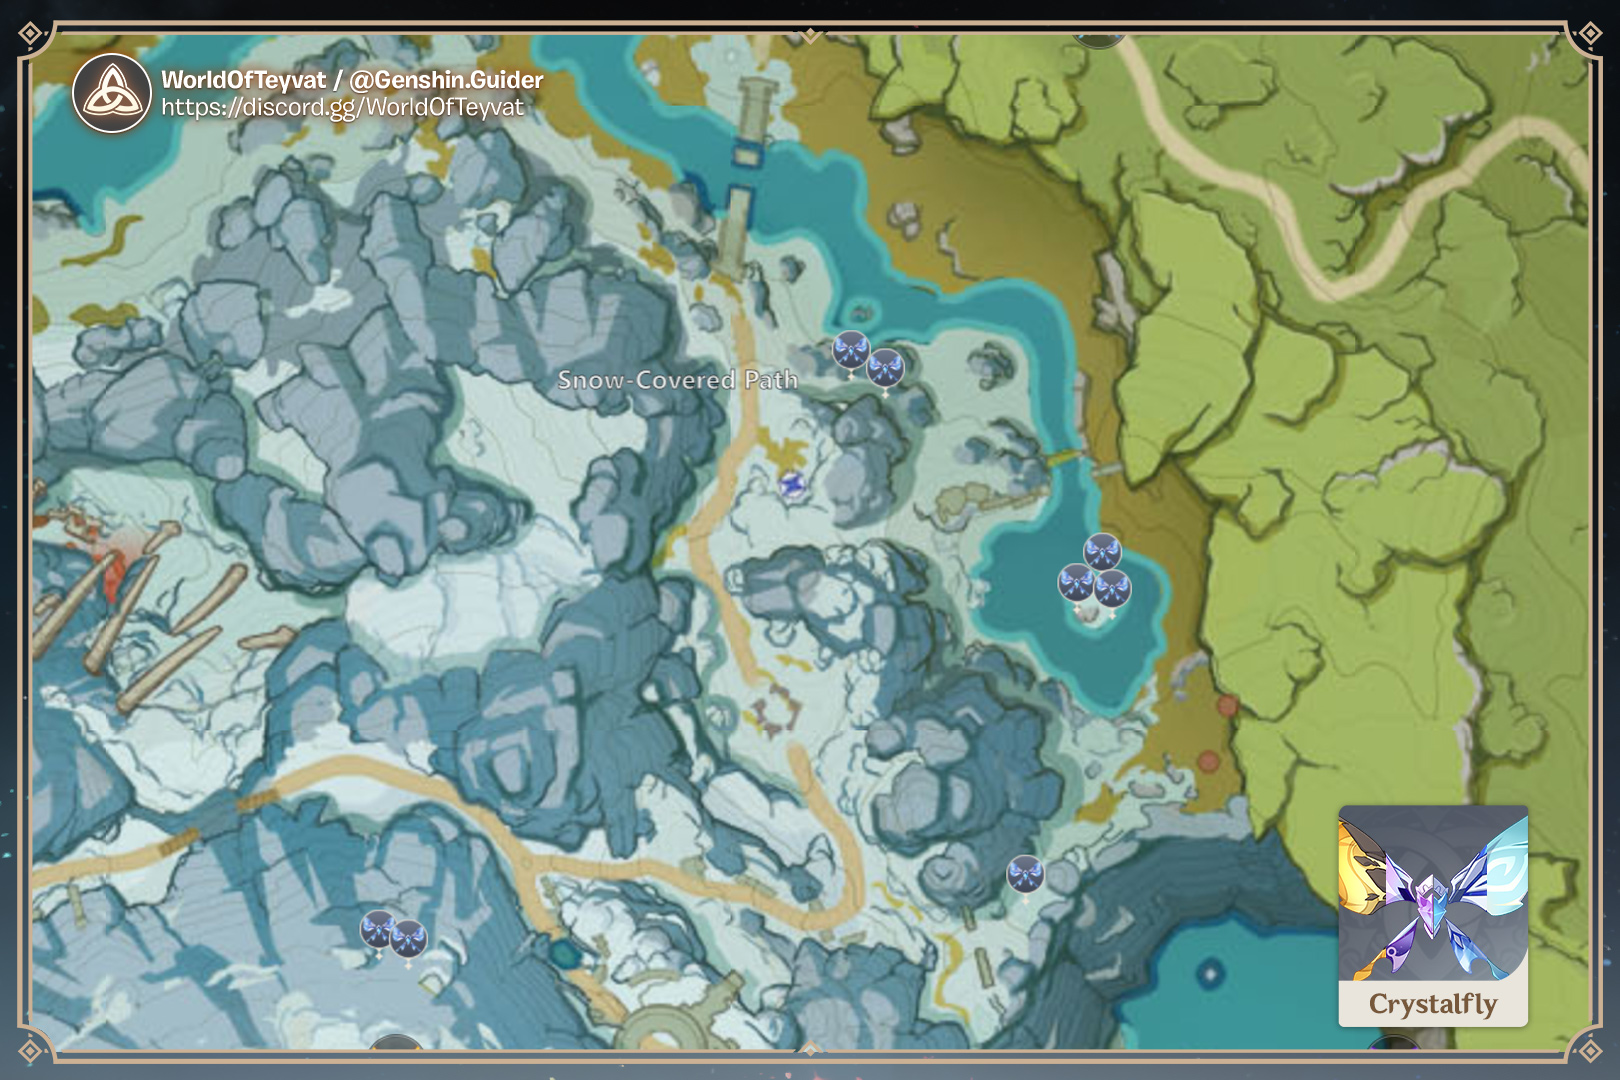 WorldOfTeyvat / @Genshin.Guider
https://discord.gg/WorldOfTeyvat
Snow-Covered Path
Crystalfly